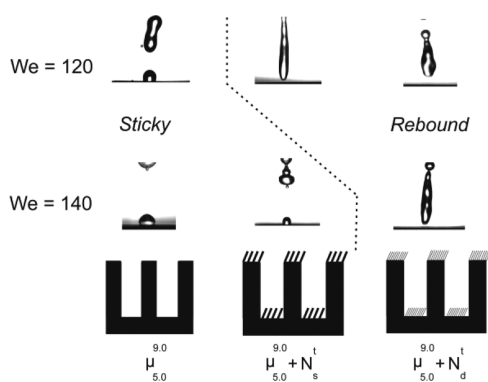 We = 120
Sticky
Rebound
We = 140
μ 9.0 5.0
μ 9.0 5.0 + N t s
μ 9.0 5.0 + N t d